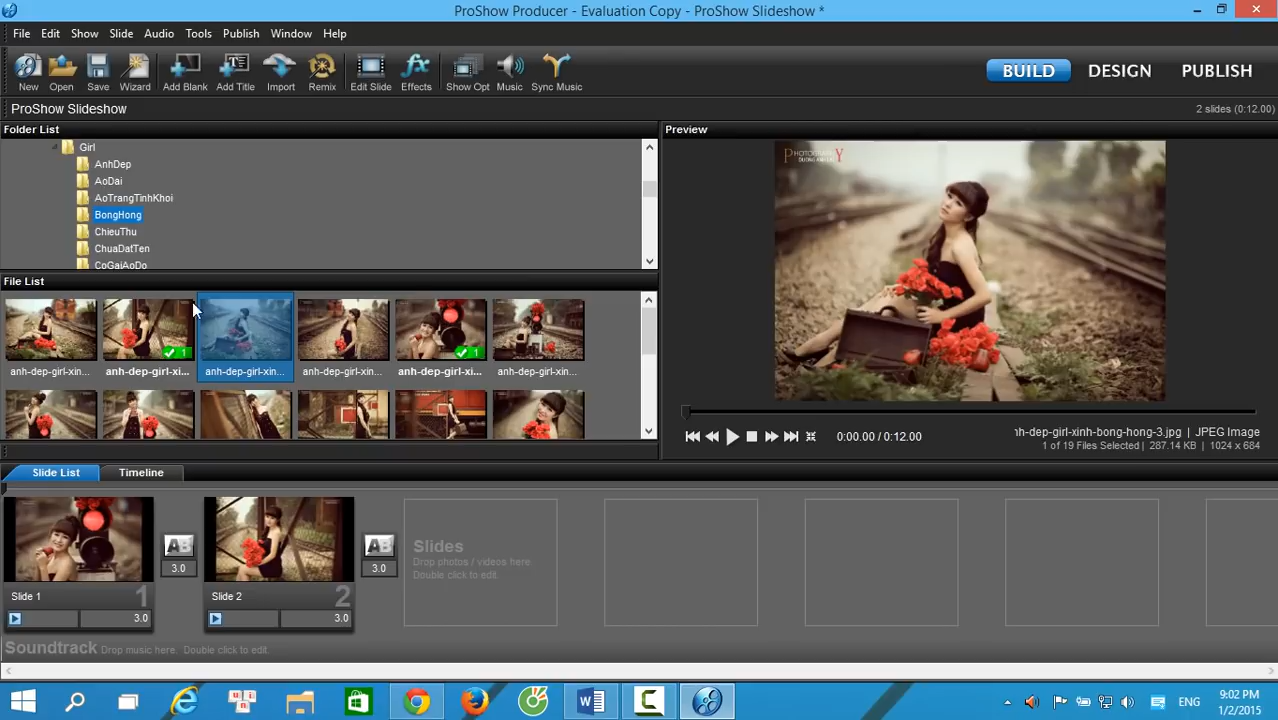 ProShow Producer - Evaluation Copy - ProShow Slideshow *
File Edit Show Slide Audio Tools Publish Window Help
New Open Save Wizard Add Blank Add Title Import Remix Edit Slide Effects Show Opt Music Sync Music
BUILD DESIGN PUBLISH
ProShow Slideshow
2 slides (0:12.00)
Folder List
Girl
AnhDep
AoDai
AoTrangTinhKhoi
BongHong
ChieuThu
ChuaDatTen
CoGaiAoDo
File List
1
1
anh-dep-girl-xin... anh-dep-girl-xi... anh-dep-girl-xin... anh-dep-girl-xin... anh-dep-girl-xi... anh-dep-girl-xin...
Preview
PHOTOGRAPHY
0:00.00 / 0:12.00
nh-dep-girl-xinh-bong-hong-3.jpg | JPEG Image
1 of 19 Files Selected | 287.14 KB | 1024 x 684
Slide List Timeline
AB
3.0
AB
3.0
Slide 1 1
3.0
Slide 2 2
3.0
Slides
Drop photos / videos here.
Double click to edit.
Soundtrack Drop music here. Double click to edit.
ENG
9:02 PM
1/2/2015